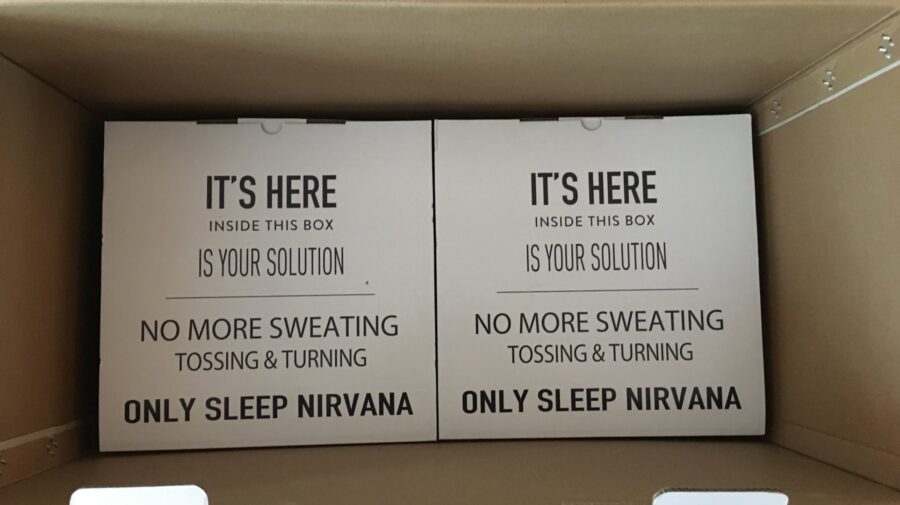 IT'S HERE
INSIDE THIS BOX
IS YOUR SOLUTION
NO MORE SWEATING
TOSSING & TURNING
ONLY SLEEP NIRVANA
IT'S HERE
INSIDE THIS BOX
IS YOUR SOLUTION
NO MORE SWEATING
TOSSING & TURNING
ONLY SLEEP NIRVANA